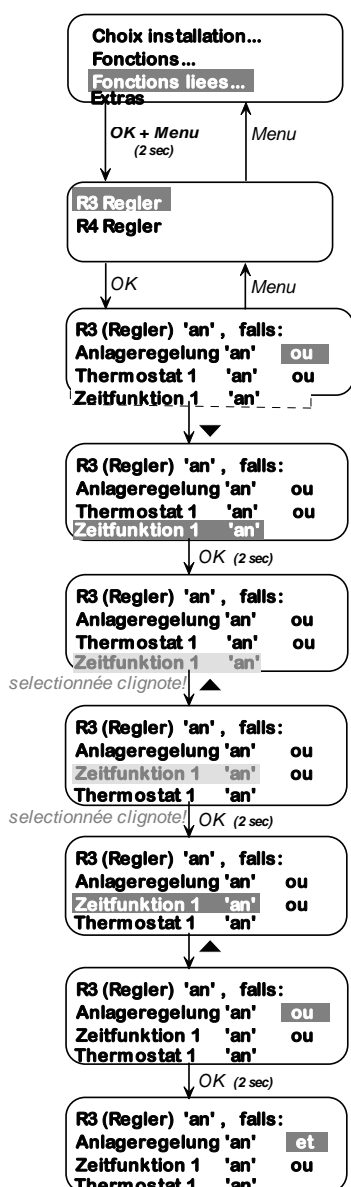 Choix installation...
Fonctions...
Fonctions liees...
Extras
OK + Menu
(2 sec)
Menu
R3 Regler
R4 Regler
OK
Menu
R3 (Regler) 'an' , falls:
Anlageregelung 'an' ou
Thermostat 1 'an' ou
Zeitfunktion 1 'an'
R3 (Regler) 'an' , falls:
Anlageregelung 'an' ou
Thermostat 1 'an' ou
Zeitfunktion 1 'an'
OK (2 sec)
R3 (Regler) 'an' , falls:
Anlageregelung 'an' ou
Thermostat 1 'an' ou
Zeitfunktion 1 'an'
selectionnée clignote!
R3 (Regler) 'an' , falls:
Anlageregelung 'an' ou
Zeitfunktion 1 'an' ou
Thermostat 1 'an'
selectionnée clignote!
OK (2 sec)
R3 (Regler) 'an' , falls:
Anlageregelung 'an' ou
Zeitfunktion 1 'an' ou
Thermostat 1 'an'
R3 (Regler) 'an' , falls:
Anlageregelung 'an' ou
Zeitfunktion 1 'an' ou
Thermostat 1 'an'
OK (2 sec)
R3 (Regler) 'an' , falls:
Anlageregelung 'an' et
Zeitfunktion 1 'an' ou
Thermostat 1 'an'